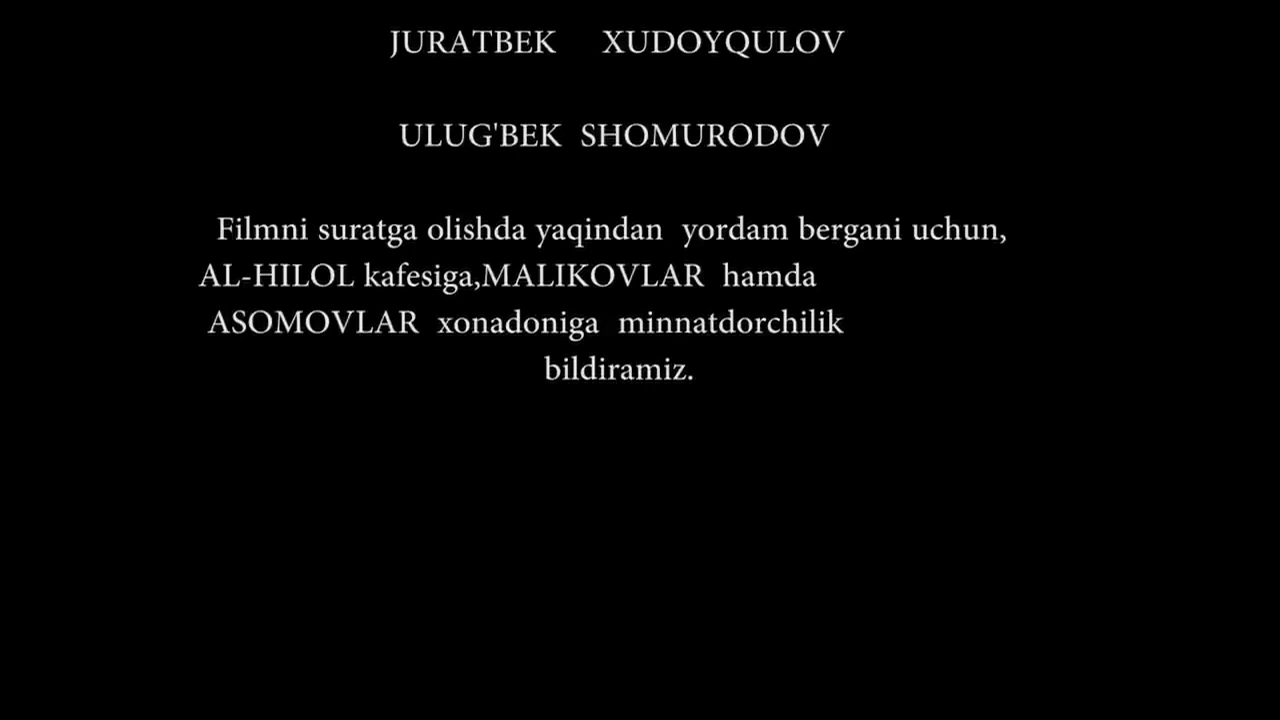 JURATBEK XUDOYQULOV
ULUG'BEK SHOMURODOV
Filmni suratga olishda yaqindan yordam bergani uchun,
AL-HILOL kafesiga,MALIKOVLAR hamda
ASOMOVLAR xonadoniga minnatdorchilik
bildiramiz.